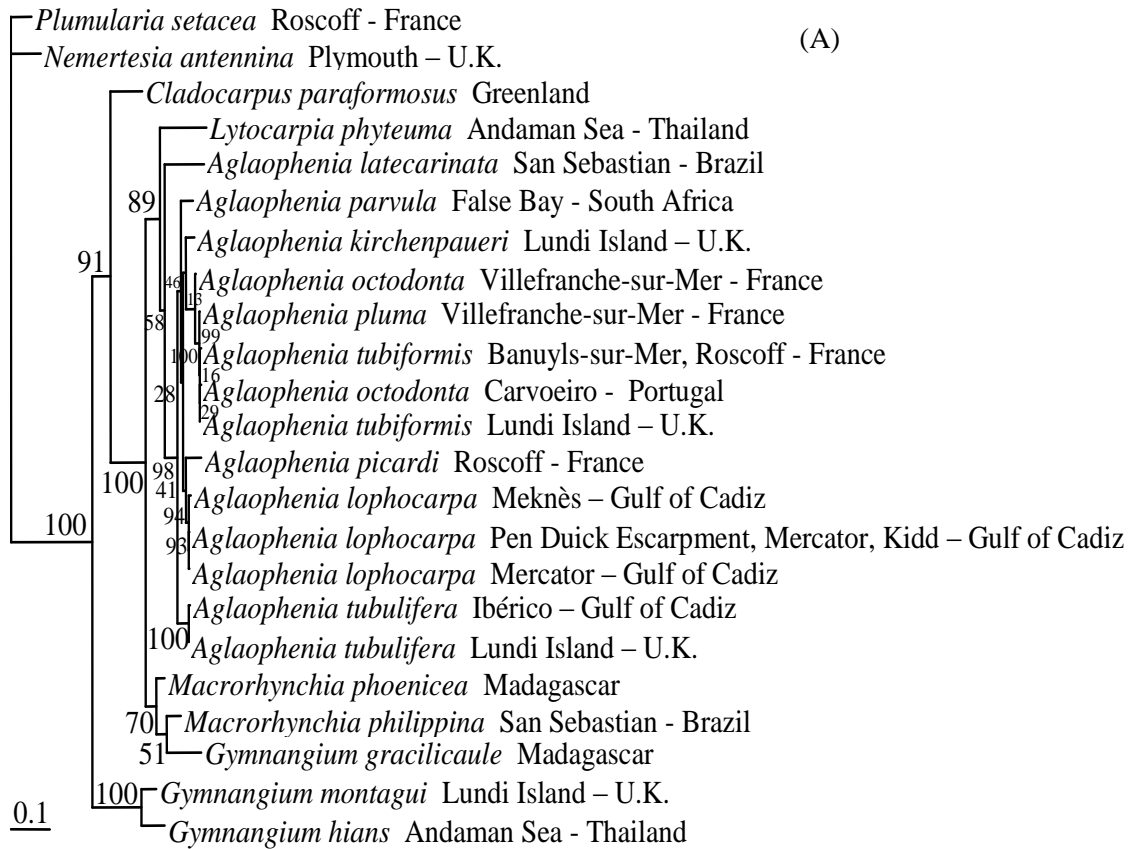 Plumularia setacea Roscoff - France
(A)
Nemertesia antennina Plymouth – U.K.
Cladocarpus paraformosus Greenland
Lytocarpia phyteuma Andaman Sea - Thailand
Aglaophenia latecarinata San Sebastian - Brazil
89
Aglaophenia parvula False Bay - South Africa
Aglaophenia kirchenpaueri Lundi Island – U.K.
91
46
Aglaophenia octodonta Villefranche-sur-Mer - France
13
Aglaophenia pluma Villefranche-sur-Mer - France
58
99
100
Aglaophenia tubiformis Banuyls-sur-Mer, Roscoff - France
16
28
Aglaophenia octodonta Carvoeiro - Portugal
29
Aglaophenia tubiformis Lundi Island – U.K.
98
Aglaophenia picardi Roscoff - France
100
41
Aglaophenia lophocarpa Meknès – Gulf of Cadiz
94
100
93
Aglaophenia lophocarpa Pen Duick Escarpment, Mercator, Kidd – Gulf of Cadiz
Aglaophenia lophocarpa Mercator – Gulf of Cadiz
Aglaophenia tubulifera Ibérico – Gulf of Cadiz
100
Aglaophenia tubulifera Lundi Island – U.K.
Macrorhynchia phoenicea Madagascar
70
Macrorhynchia philippina San Sebastian - Brazil
51
Gymnangium gracilicaule Madagascar
100
Gymnangium montagui Lundi Island – U.K.
0.1
Gymnangium hians Andaman Sea - Thailand